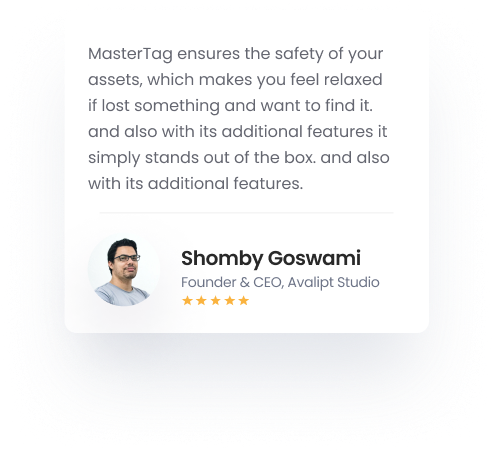 MasterTag ensures the safety of your
assets, which makes you feel relaxed
if lost something and want to find it.
and also with its additional features it
simply stands out of the box. and also
with its additional features.
Shomby Goswami
Founder & CEO, Avalipt Studio